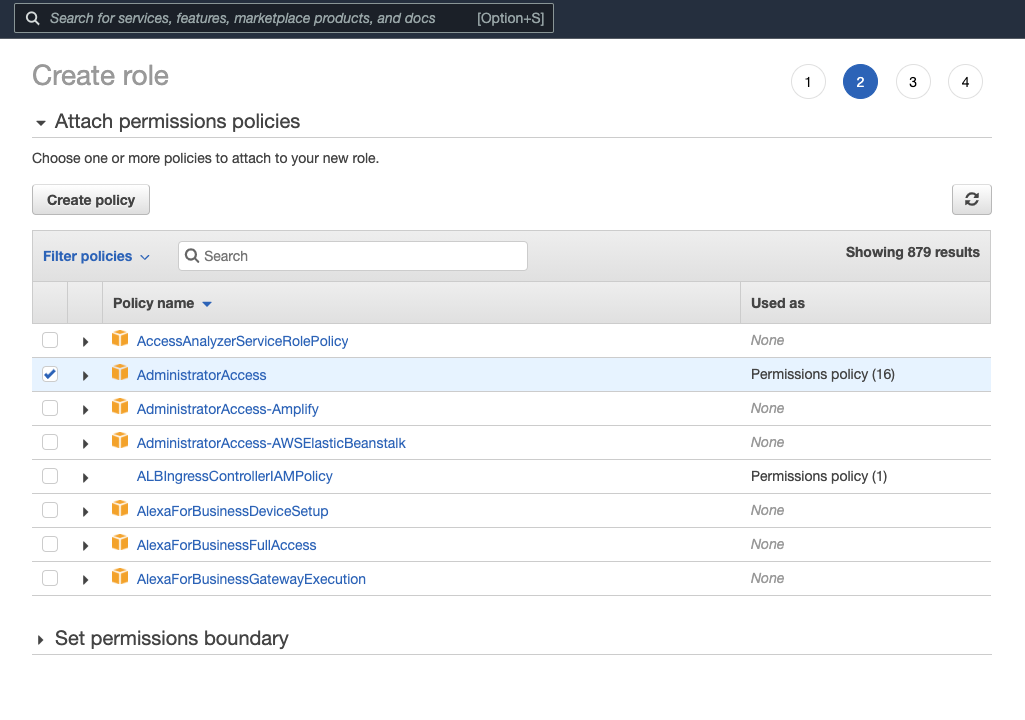 Search for services, features, marketplace products, and docs [Option+S]
Create role
1 2 3 4
Attach permissions policies
Choose one or more policies to attach to your new role.
Create policy
Filter policies Search Showing 879 results
Policy name Used as
AccessAnalyzerServiceRolePolicy None
AdministratorAccess Permissions policy (16)
AdministratorAccess-Amplify None
AdministratorAccess-AWSElasticBeanstalk None
ALBIngressControllerIAMPolicy Permissions policy (1)
AlexaForBusinessDeviceSetup None
AlexaForBusinessFullAccess None
AlexaForBusinessGatewayExecution None
Set permissions boundary